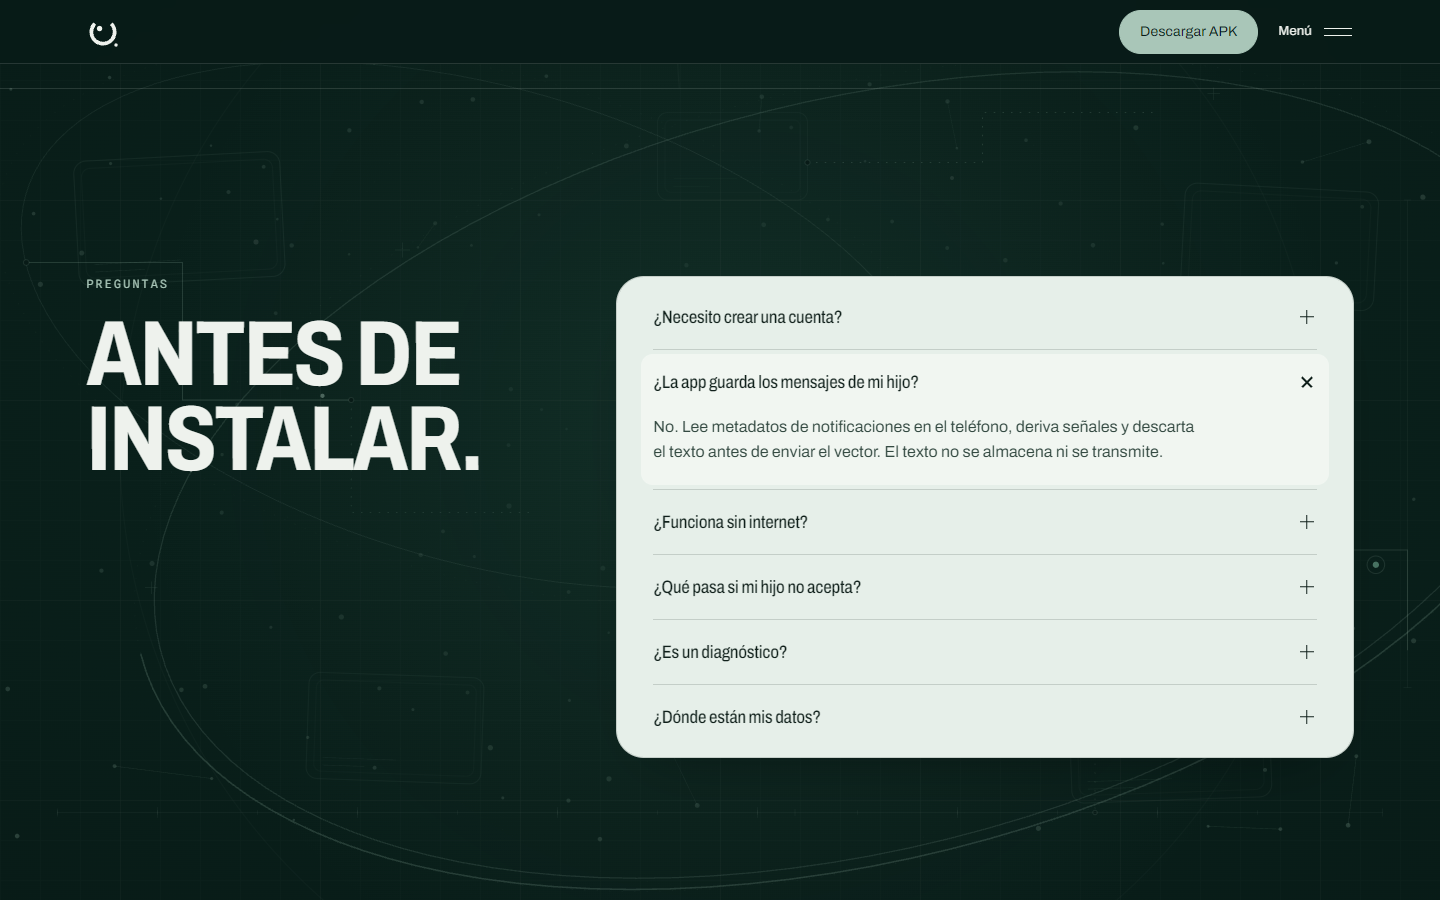 Descargar APK
Menú
PREGUNTAS
ANTES DE
INSTALAR.
¿Necesito crear una cuenta?
¿La app guarda los mensajes de mi hijo?
No. Lee metadatos de notificaciones en el teléfono, deriva señales y descarta
el texto antes de enviar el vector. El texto no se almacena ni se transmite.
¿Funciona sin internet?
¿Qué pasa si mi hijo no acepta?
¿Es un diagnóstico?
¿Dónde están mis datos?